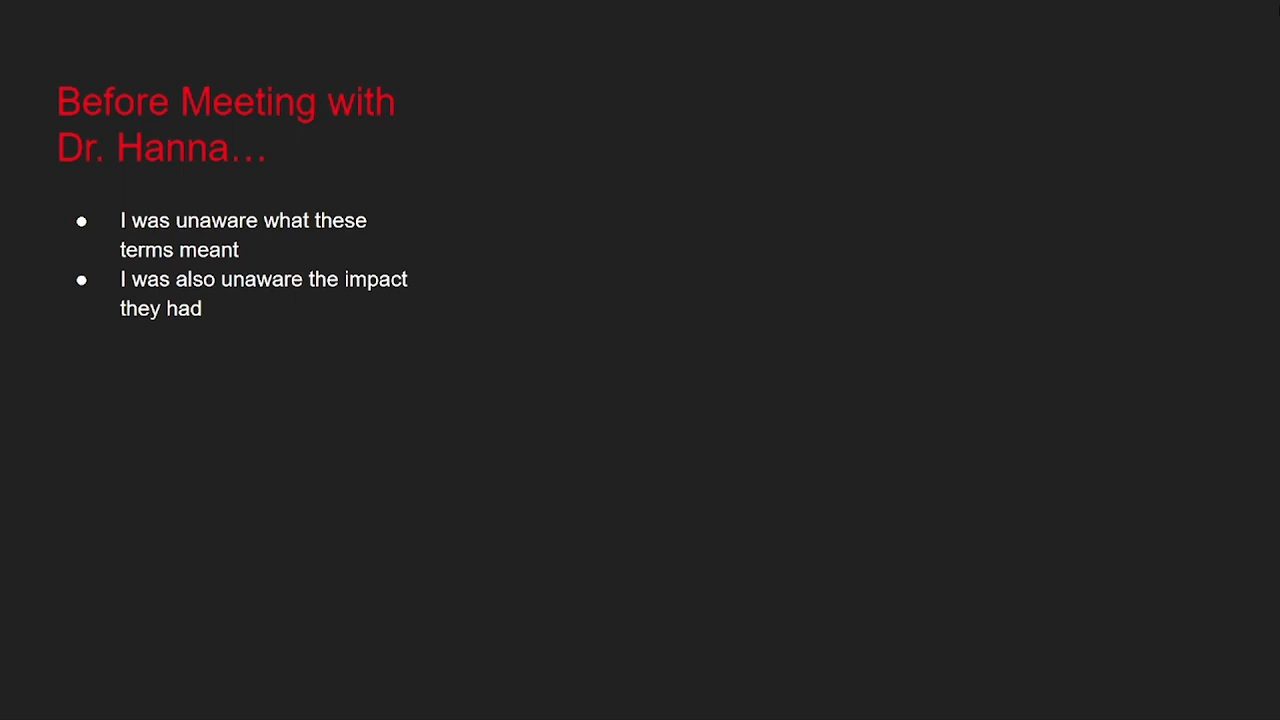 Before Meeting with
Dr. Hanna…
● I was unaware what these
terms meant
● I was also unaware the impact
they had